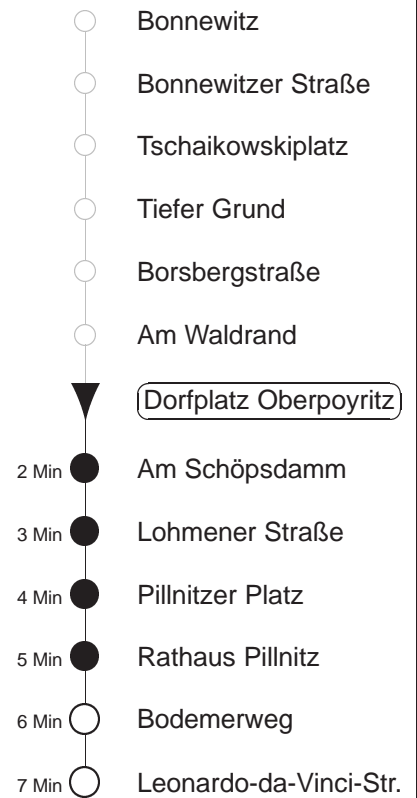 Bonnewitz
Bonnewitzer Straße
Tschaikowskiplatz
Tiefer Grund
Borsbergstraße
Am Waldrand
Dorfplatz Oberpoyritz
2 Min Am Schöpsdamm
3 Min Lohmener Straße
4 Min Pillnitzer Platz
5 Min Rathaus Pillnitz
6 Min Bodemerweg
7 Min Leonardo-da-Vinci-Str.